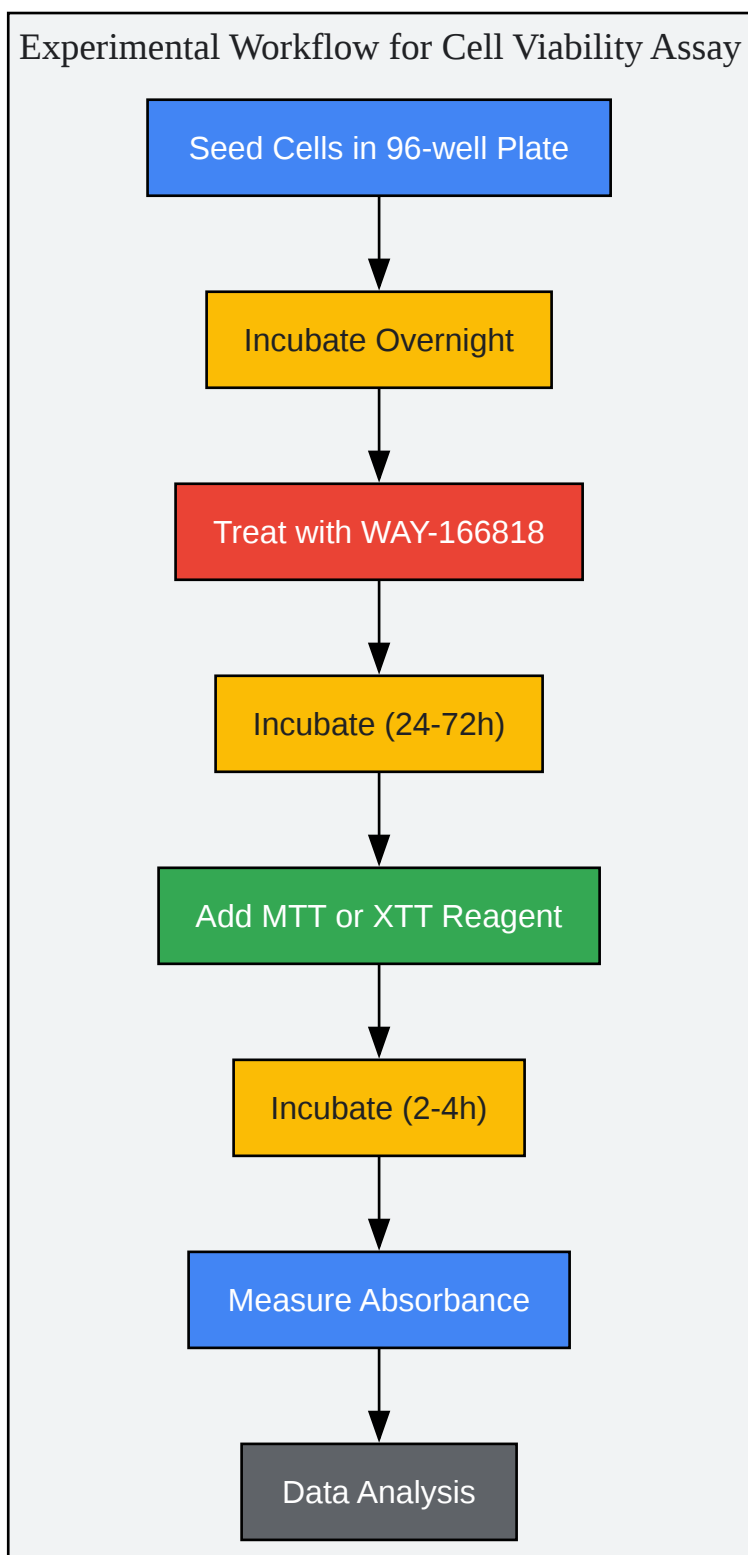 Experimental Workflow for Cell Viability Assay
Seed Cells in 96-well Plate
Incubate Overnight
Treat with WAY-166818
Incubate (24-72h)
Add MTT or XTT Reagent
Incubate (2-4h)
Measure Absorbance
Data Analysis